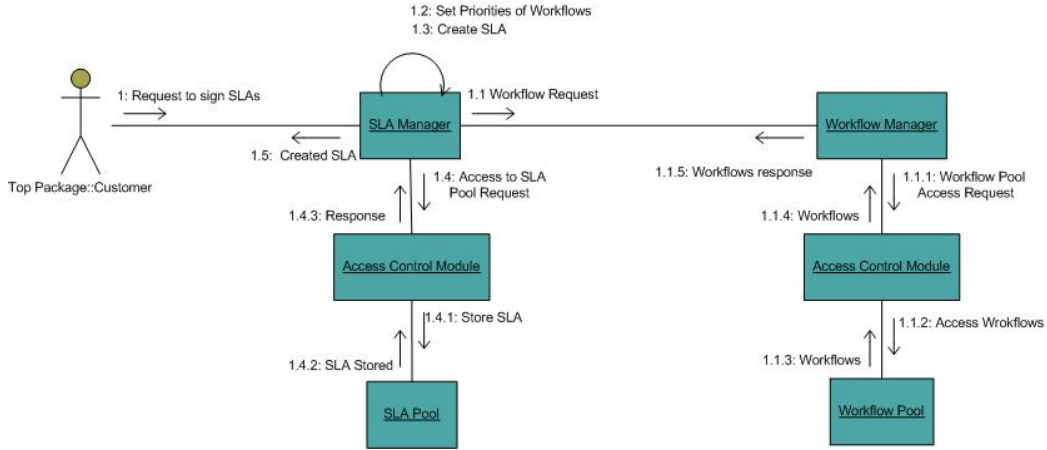 1.2: Set Priorities of Workflows
1.3: Create SLA
1: Request to sign SLAs
1.1 Workflow Request
SLA Manager
Workflow Manager
1.5: Created SLA
1.1.5: Workflows response
Top Package::Customer
1.4: Access to SLA
Pool Request
1.1.1: Workflow Pool
Access Request
1.4.3: Response
1.1.4: Workflows
Access Control Module
Access Control Module
1.4.1: Store SLA
1.1.2: Access Wrokflows
1.4.2: SLA Stored
1.1.3: Workflows
SLA Pool
Workflow Pool